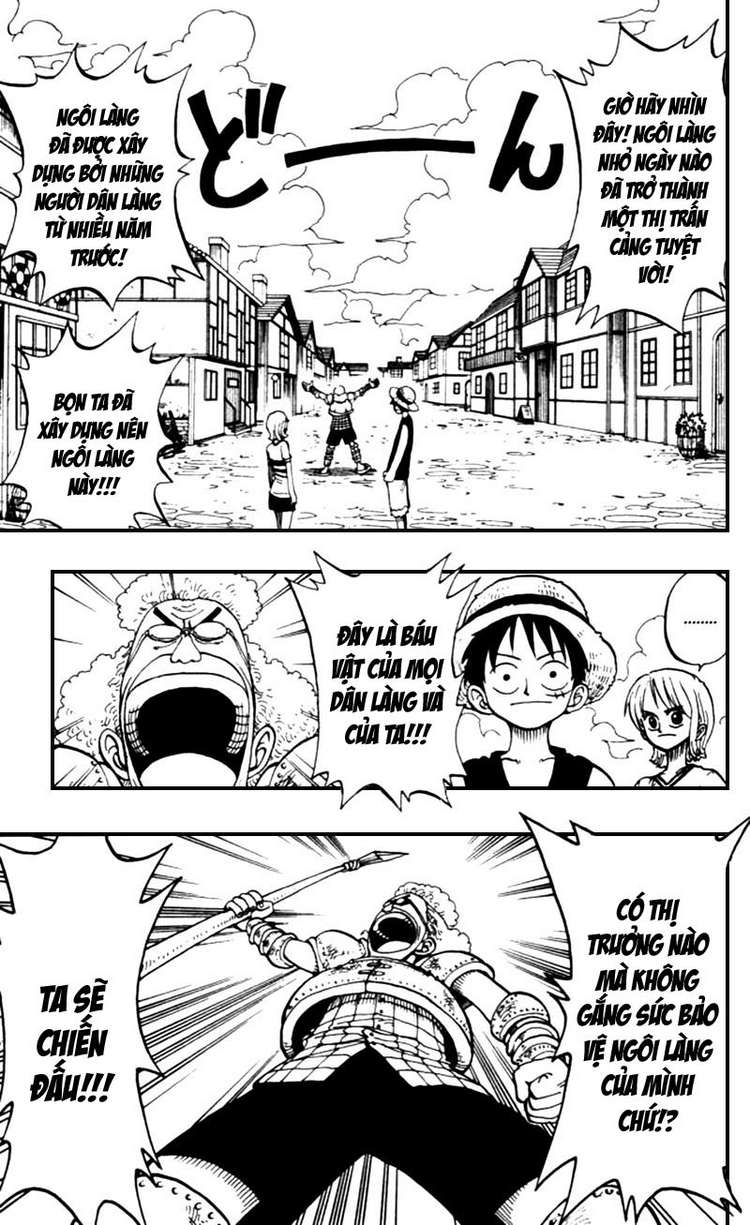 GIỜ HÃY NHÌN
ĐÂY! NGÔI LÀNG
NHỎ NGÀY NÀO
ĐÃ TRỞ THÀNH
MỘT THỊ TRẤN
CẢNG TUYỆT
VỜI!
どーーん
NGÔI LÀNG
ĐÃ ĐƯỢC XÂY
DỰNG BỞI NHỮNG
NGƯỜI DÂN LÀNG
TỪ NHIỀU NĂM
TRƯỚC!
BỌN TA ĐÃ
XÂY DỰNG NÊN
NGÔI LÀNG
NÀY!!!
.........
ĐÂY LÀ BÁU
VẬT CỦA MỌI
DÂN LÀNG VÀ
CỦA TA!!!
CÓ THỊ
TRƯỞNG NÀO
MÀ KHÔNG
GẮNG SỨC BẢO
VỆ NGÔI LÀNG
CỦA MÌNH
CHỨ!?
TA SẼ
CHIẾN
ĐẤU!!!